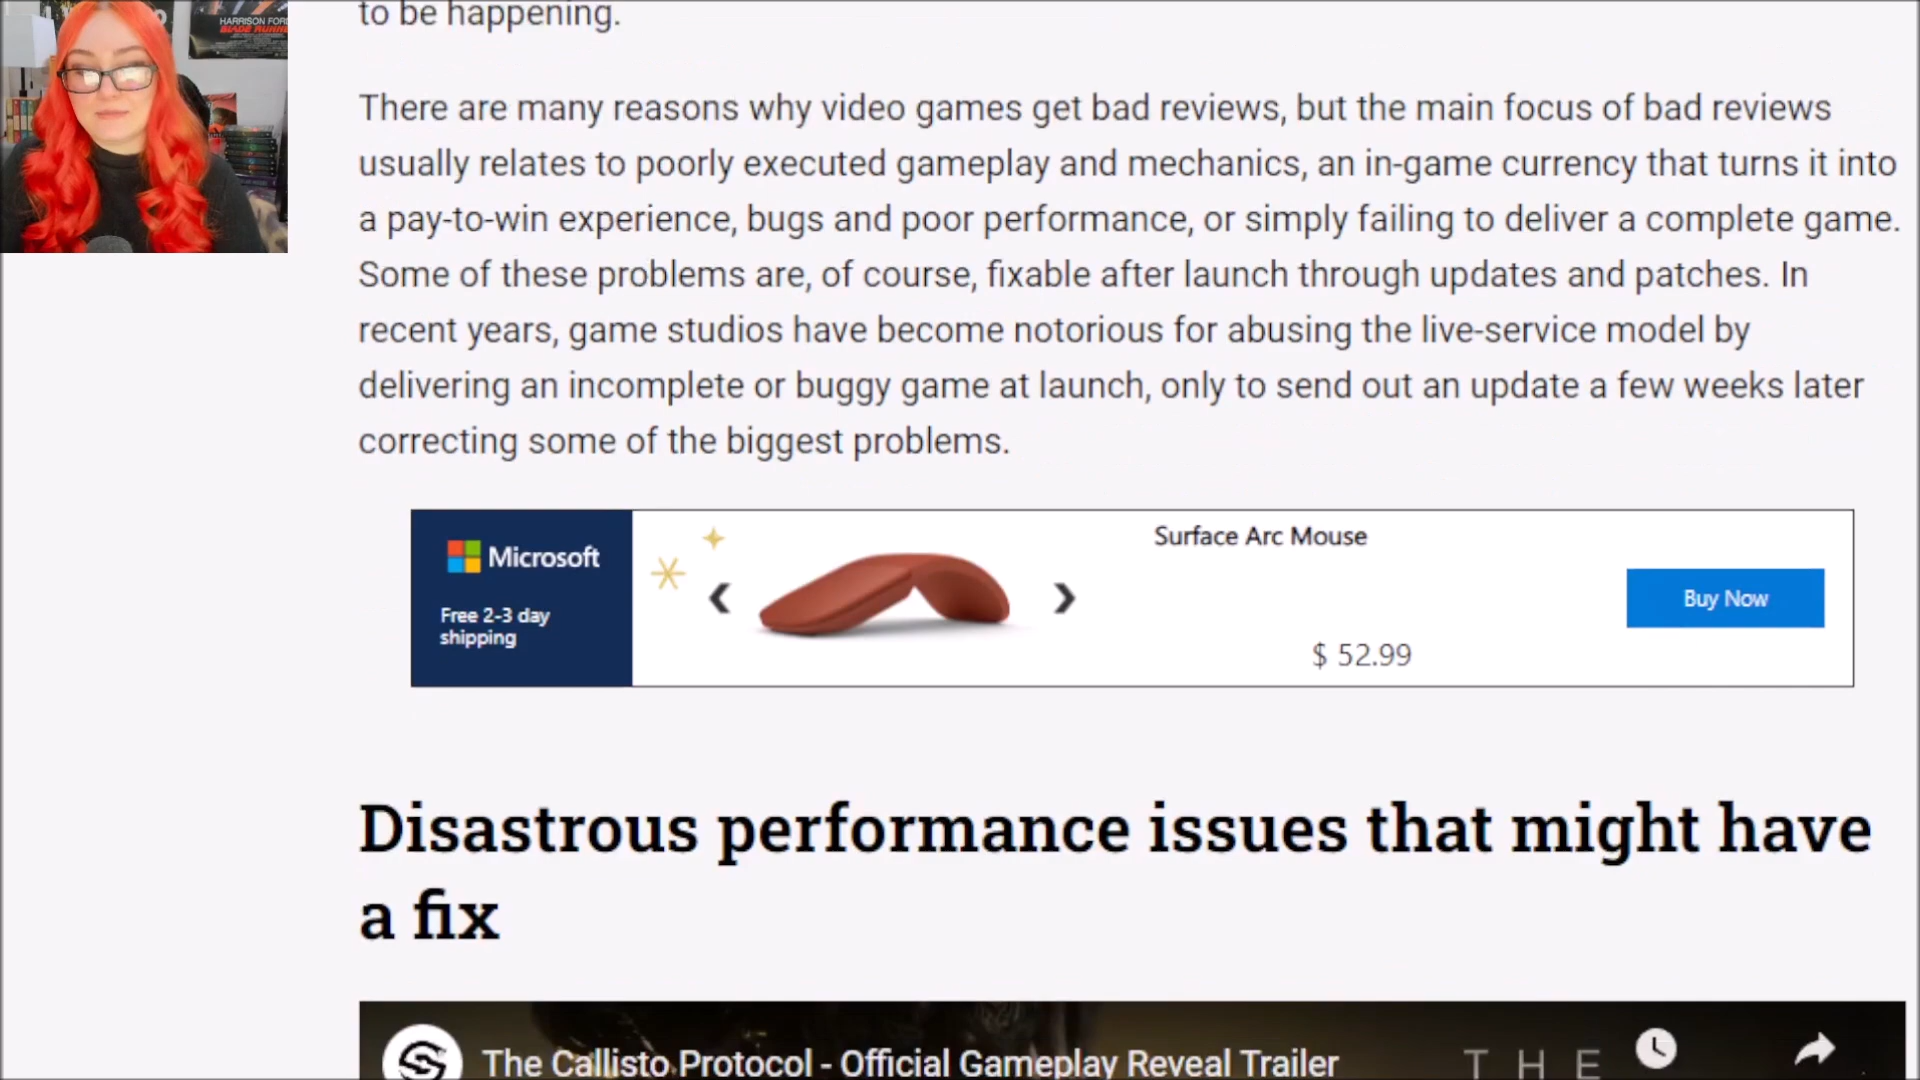 HARRISON FORD
BLADE RUNNER
to be happening.
There are many reasons why video games get bad reviews, but the main focus of bad reviews
usually relates to poorly executed gameplay and mechanics, an in-game currency that turns it into
a pay-to-win experience, bugs and poor performance, or simply failing to deliver a complete game.
Some of these problems are, of course, fixable after launch through updates and patches. In
recent years, game studios have become notorious for abusing the live-service model by
delivering an incomplete or buggy game at launch, only to send out an update a few weeks later
correcting some of the biggest problems.
Microsoft
Free 2-3 day
shipping
Surface Arc Mouse
$ 52.99
Buy Now
Disastrous performance issues that might have
a fix
The Callisto Protocol - Official Gameplay Reveal Trailer
THE